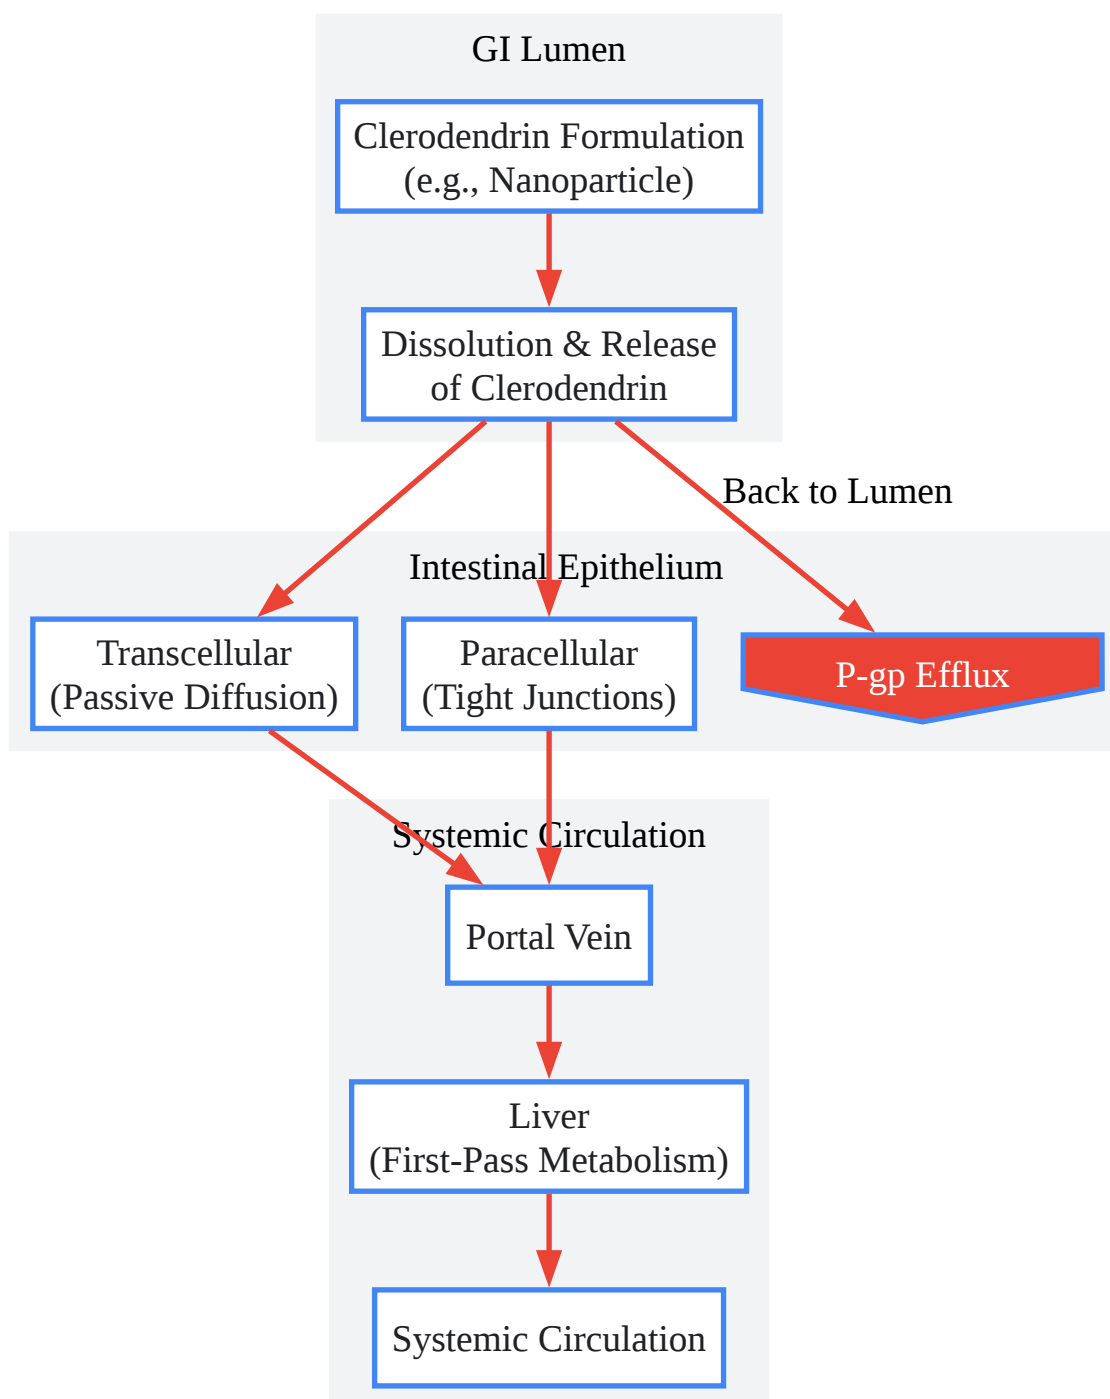 GI Lumen
Clerodendrin Formulation
(e.g., Nanoparticle)
Dissolution & Release
of Clerodendrin
Back to Lumen
Intestinal Epithelium
Transcellular
(Passive Diffusion)
Paracellular
(Tight Junctions)
P-gp Efflux
Systemic Circulation
Portal Vein
Liver
(First-Pass Metabolism)
Systemic Circulation